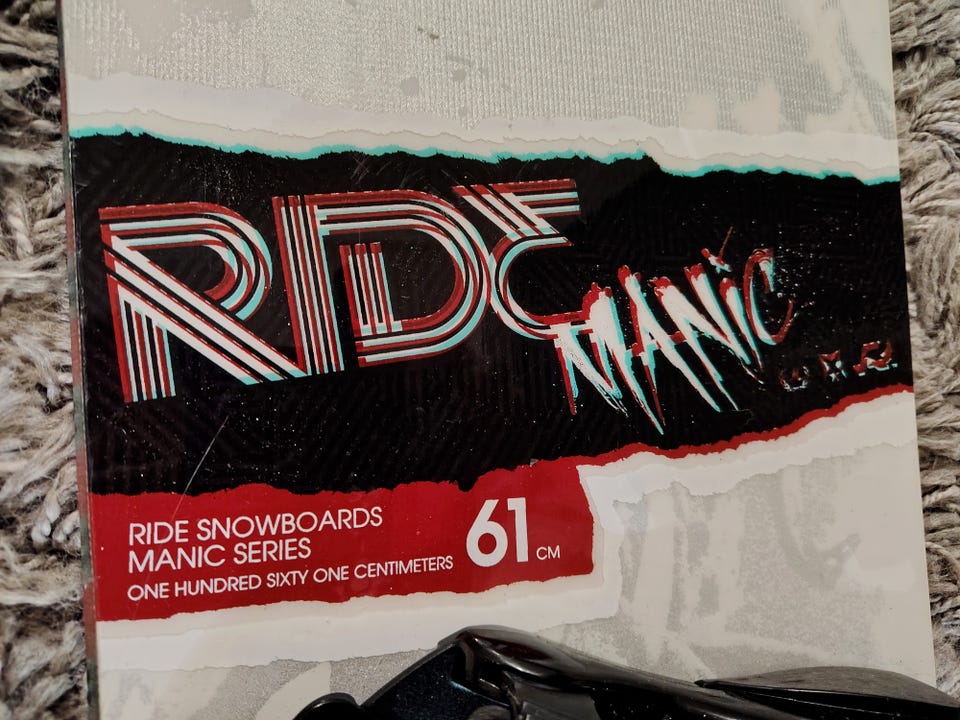 RIDE
MANiC
RIDE SNOWBOARDS
MANIC SERIES
ONE HUNDRED SIXTY ONE CENTIMETERS
61 CM